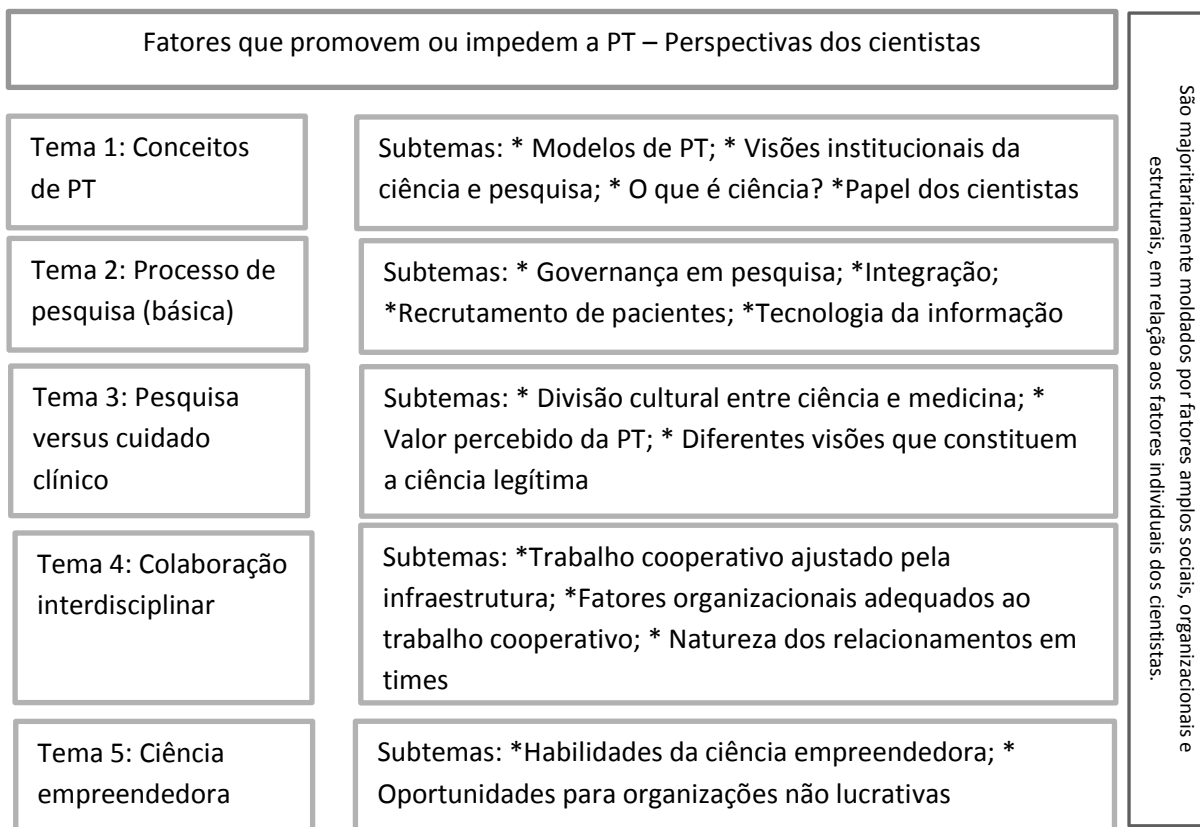 Fatores que promovem ou impedem a PT – Perspectivas dos cientistas
Tema 1: Conceitos
de PT
Subtemas: * Modelos de PT; * Visões institucionais da
ciência e pesquisa; * O que é ciência? *Papel dos cientistas
Tema 2: Processo de
pesquisa (básica)
Subtemas: * Governança em pesquisa; *Integração;
*Recrutamento de pacientes; *Tecnologia da informação
Tema 3: Pesquisa
versus cuidado
clínico
Subtemas: * Divisão cultural entre ciência e medicina; *
Valor percebido da PT; * Diferentes visões que constituem
a ciência legítima
Tema 4: Colaboração
interdisciplinar
Subtemas: *Trabalho cooperativo ajustado pela
infraestrutura; *Fatores organizacionais adequados ao
trabalho cooperativo; * Natureza dos relacionamentos em
times
Tema 5: Ciência
empreendedora
Subtemas: *Habilidades da ciência empreendedora; *
Oportunidades para organizações não lucrativas
São majoritariamente moldados por fatores amplos sociais, organizacionais e
estruturais, em relação aos fatores individuais dos cientistas.